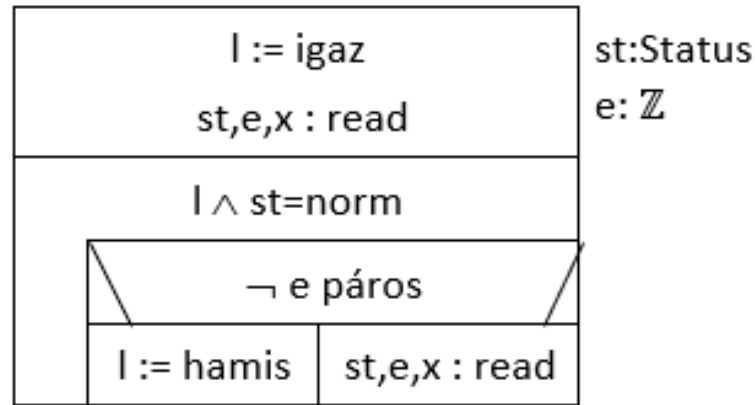 l := igaz
st,e,x : read
st:Status
e: ℤ
l ∧ st=norm
¬ e páros
l := hamis
st,e,x : read